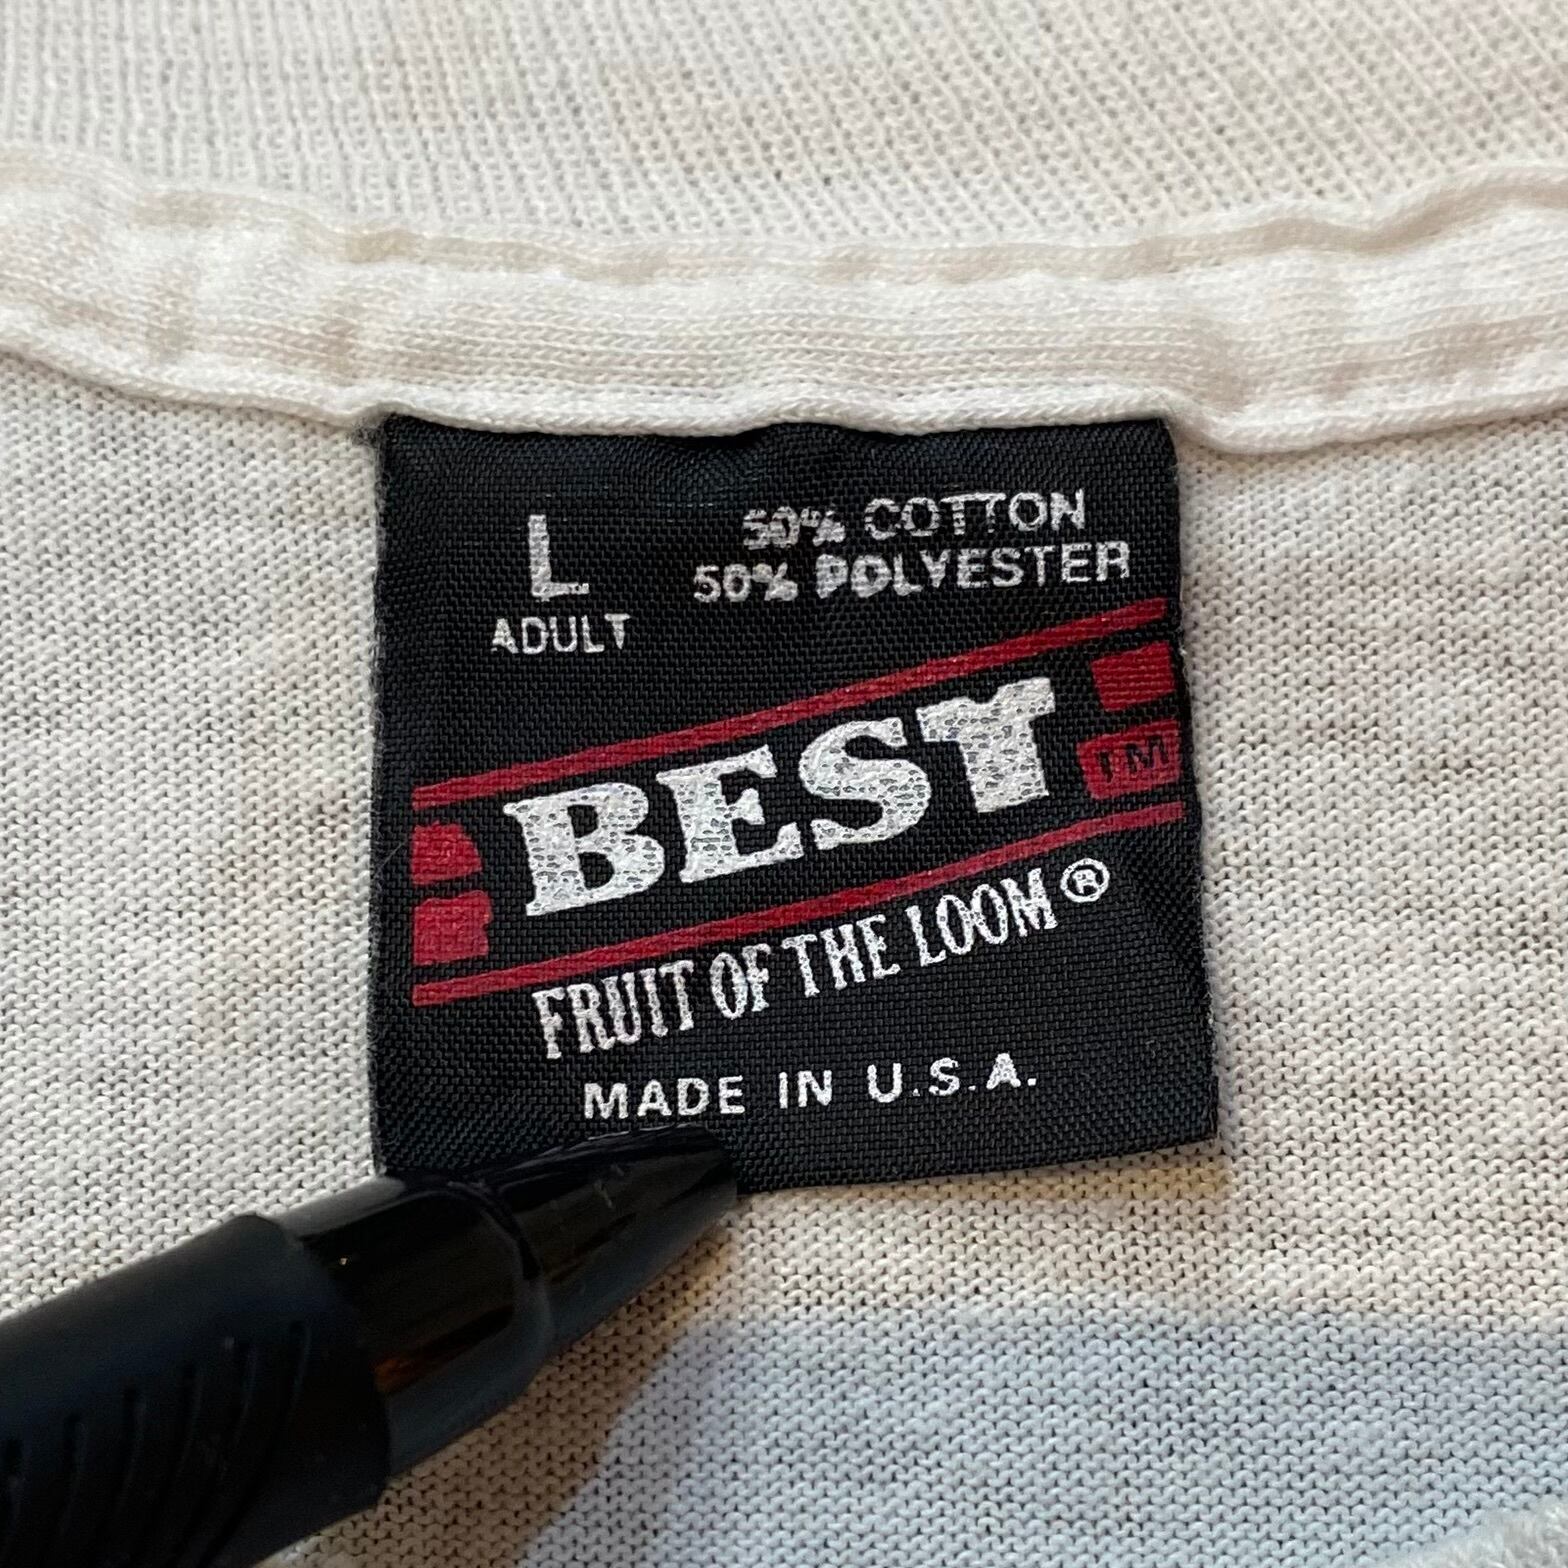 L
ADULT
50% COTTON
50% POLYESTER
BEST
TM
FRUIT OF THE LOOM®
MADE IN U.S.A.